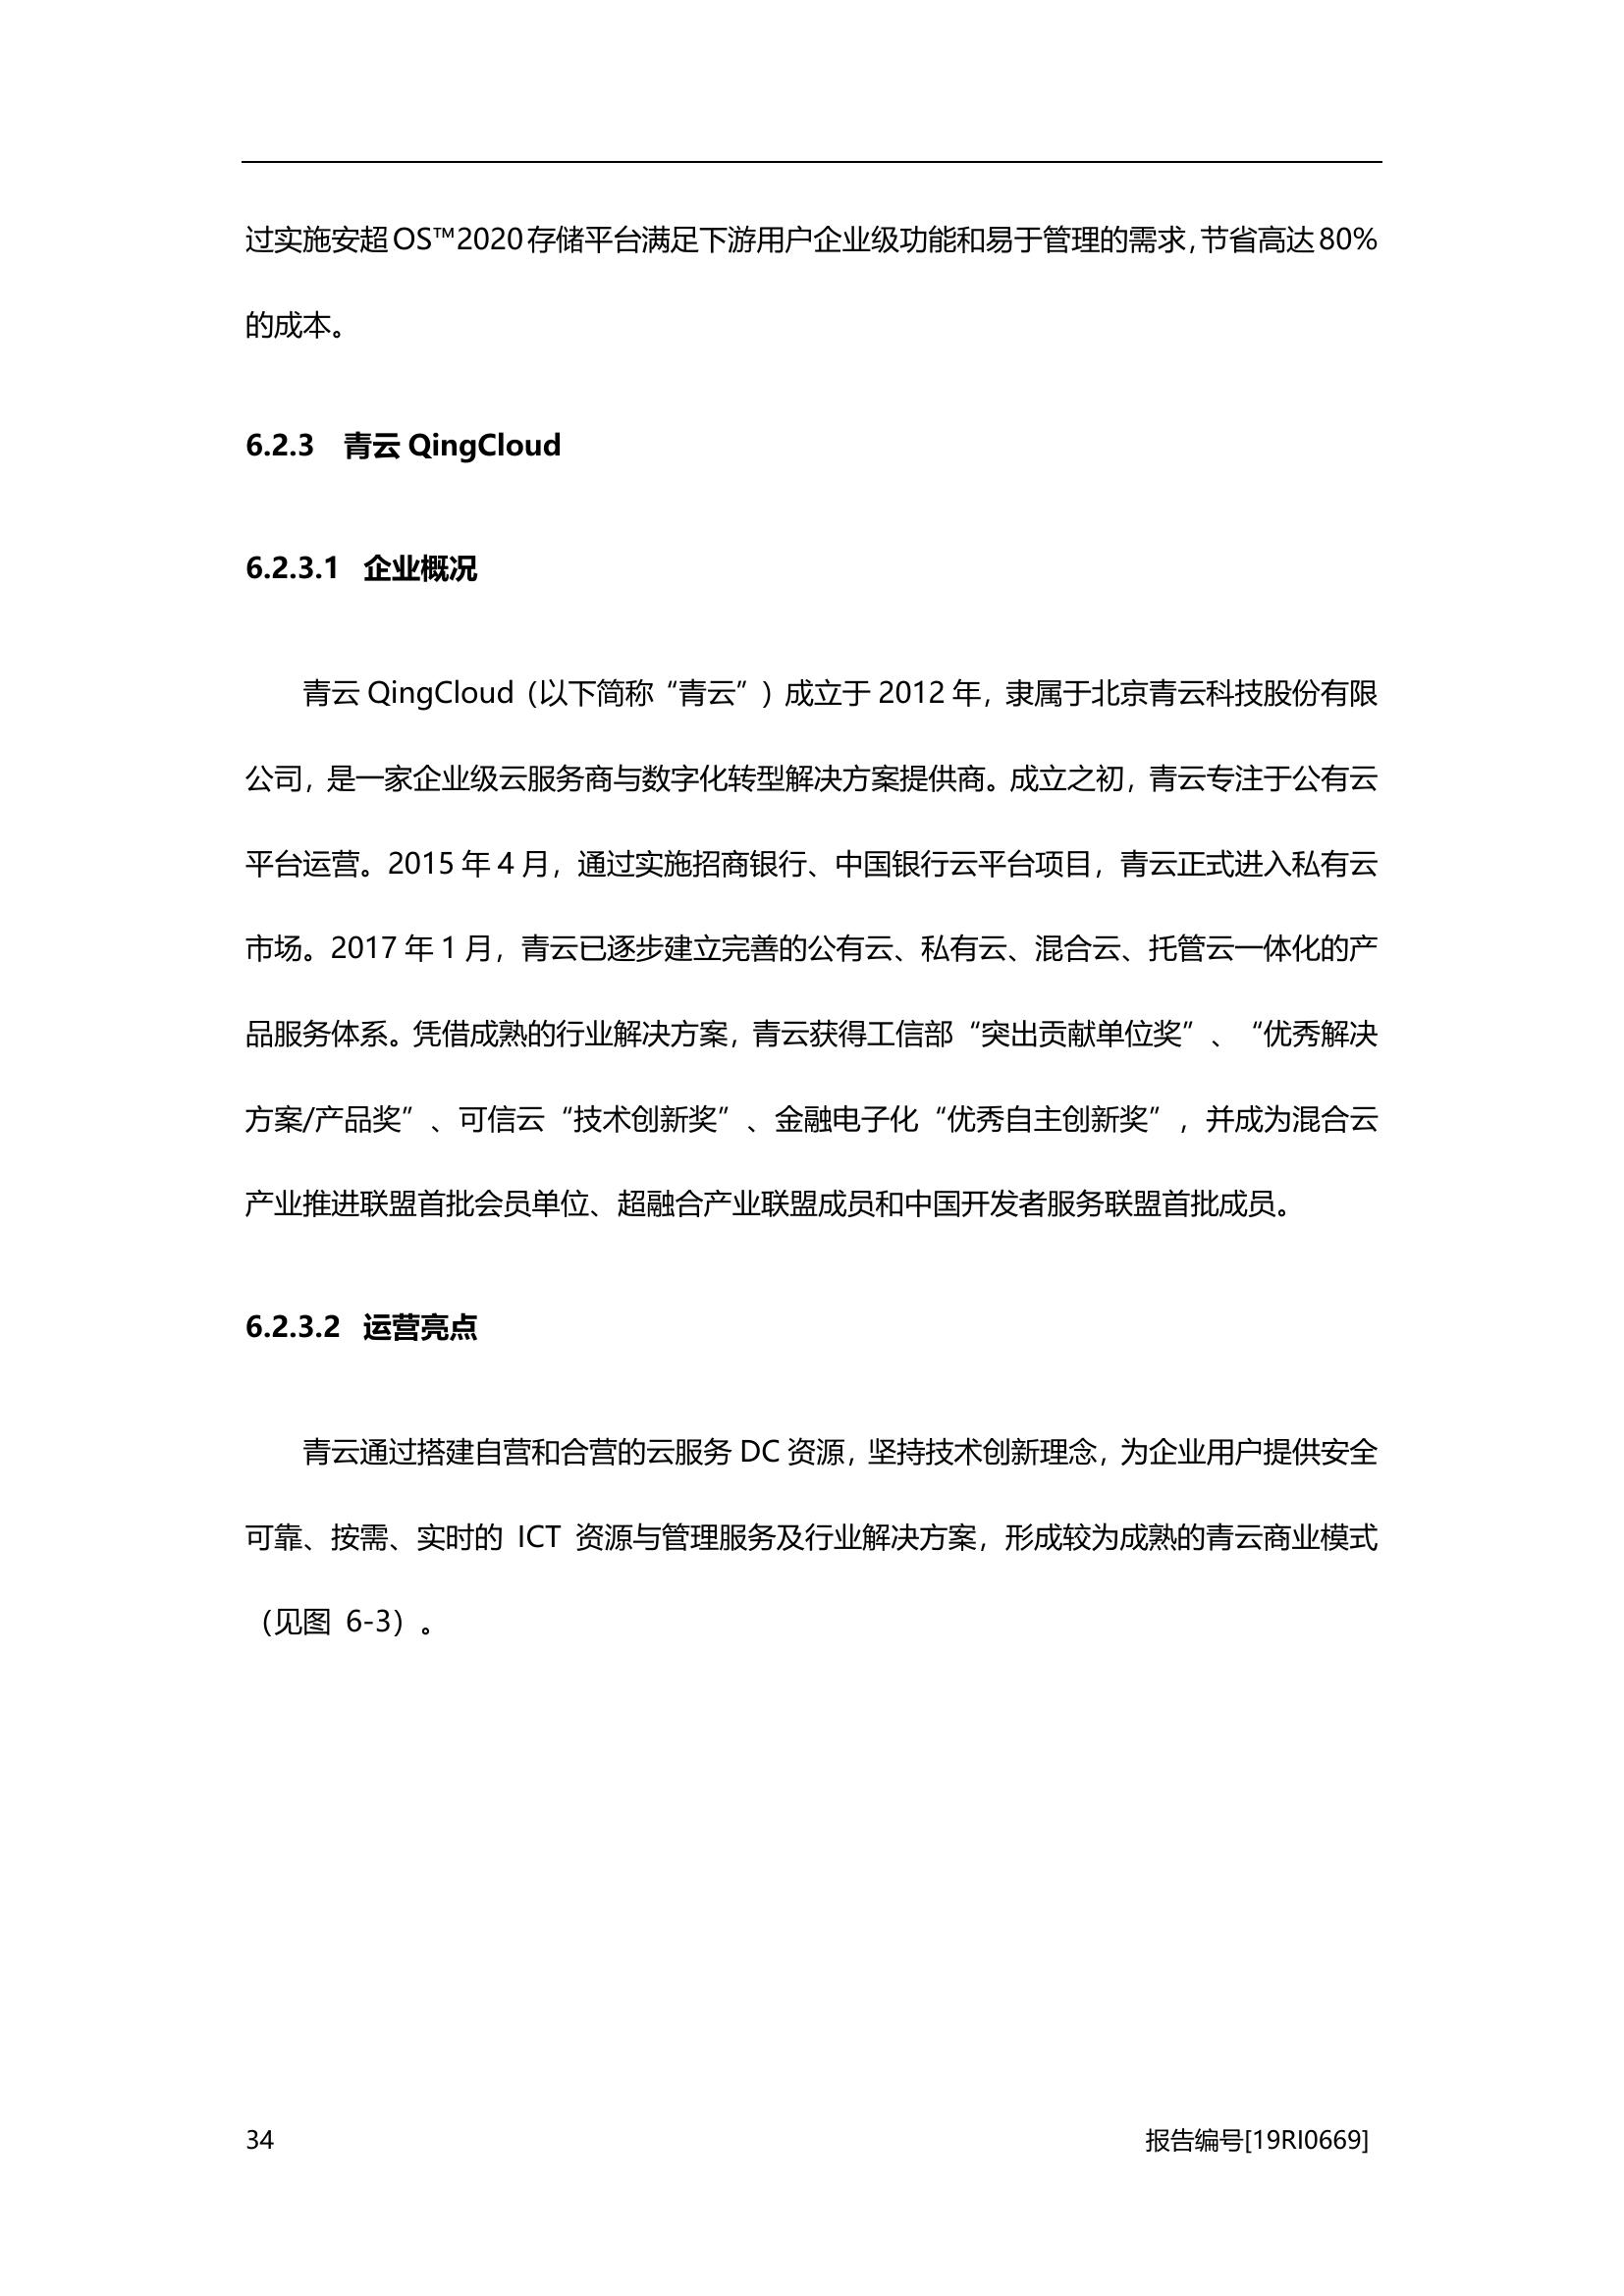 过实施安超 OS™2020 存储平台满足下游用户企业级功能和易于管理的需求，节省高达 80%
的成本。
6.2.3 青云 QingCloud
6.2.3.1 企业概况
青云 QingCloud（以下简称“青云”）成立于 2012 年，隶属于北京青云科技股份有限
公司，是一家企业级云服务商与数字化转型解决方案提供商。成立之初，青云专注于公有云
平台运营。2015 年 4 月，通过实施招商银行、中国银行云平台项目，青云正式进入私有云
市场。2017 年 1 月，青云已逐步建立完善的公有云、私有云、混合云、托管云一体化的产
品服务体系。凭借成熟的行业解决方案，青云获得工信部“突出贡献单位奖”、“优秀解决
方案/产品奖”、可信云“技术创新奖”、金融电子化“优秀自主创新奖”，并成为混合云
产业推进联盟首批会员单位、超融合产业联盟成员和中国开发者服务联盟首批成员。
6.2.3.2 运营亮点
青云通过搭建自营和合营的云服务 DC 资源，坚持技术创新理念，为企业用户提供安全
可靠、按需、实时的 ICT 资源与管理服务及行业解决方案，形成较为成熟的青云商业模式
（见图 6-3）。
34 报告编号[19RI0669]